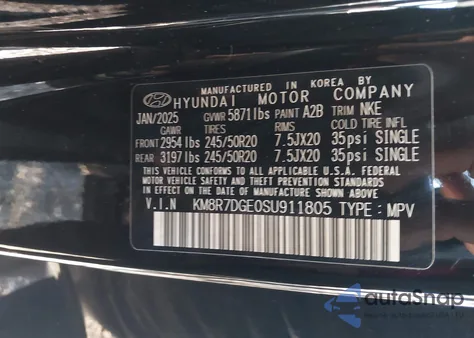 MANUFACTURED IN KOREA BY
HYUNDAI MOTOR COMPANY
JAN/2025 GVWR 5871lbs PAINT A2B TRIM NKE
GAWR TIRES RIMS COLD TIRE INFL
FRONT 2954lbs 245/50R20 7.5JX20 35psi SINGLE
REAR 3197lbs 245/50R20 7.5JX20 35psi SINGLE
THIS VEHICLE CONFORMS TO ALL APPLICABLE
U.S.A. FEDERAL MOTOR VEHICLE SAFETY
STANDARDS IN EFFECT ON THE DATE OF
MANUFACTURE SHOWN ABOVE.
V.I.N KM8R7DGE0SU911805 TYPE: MPV
autoSnap